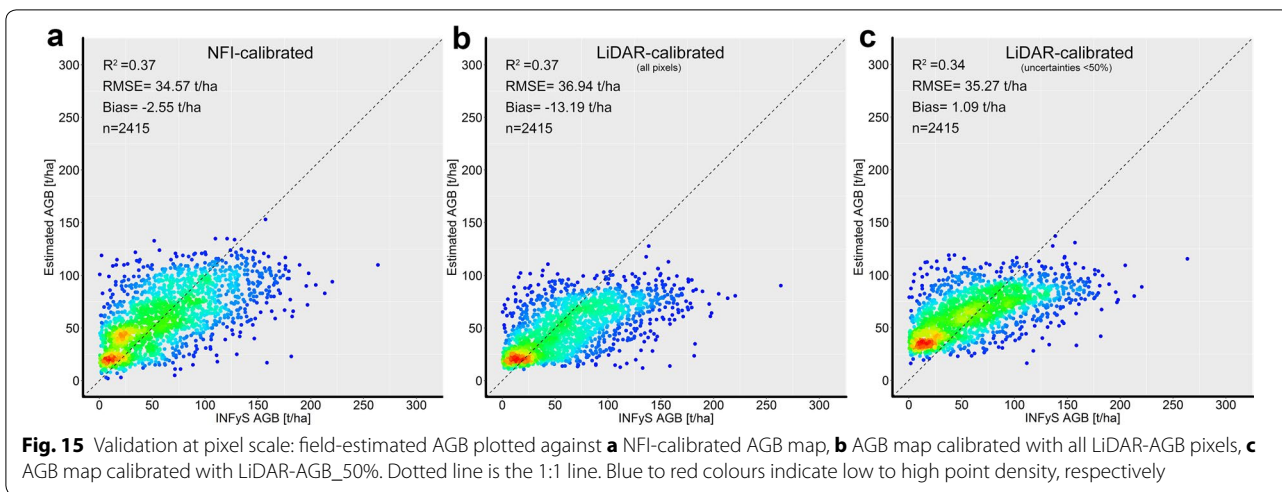 a
NFI-calibrated
R² =0.37
RMSE= 34.57 t/ha
Bias= -2.55 t/ha
n=2415
300
250
200
150
100
50
0
Estimated AGB [t/ha]
0 50 100 150 200 250 300
INFyS AGB [t/ha]
b
LiDAR-calibrated
(all pixels)
R² =0.37
RMSE= 36.94 t/ha
Bias= -13.19 t/ha
n=2415
300
250
200
150
100
50
0
Estimated AGB [t/ha]
0 50 100 150 200 250 300
INFyS AGB [t/ha]
c
LiDAR-calibrated
(uncertainties <50%)
R² =0.34
RMSE= 35.27 t/ha
Bias= 1.09 t/ha
n=2415
300
250
200
150
100
50
0
Estimated AGB [t/ha]
0 50 100 150 200 250 300
INFyS AGB [t/ha]
Fig. 15 Validation at pixel scale: field-estimated AGB plotted against a NFI-calibrated AGB map, b AGB map calibrated with all LiDAR-AGB pixels, c
AGB map calibrated with LiDAR-AGB_50%. Dotted line is the 1:1 line. Blue to red colours indicate low to high point density, respectively